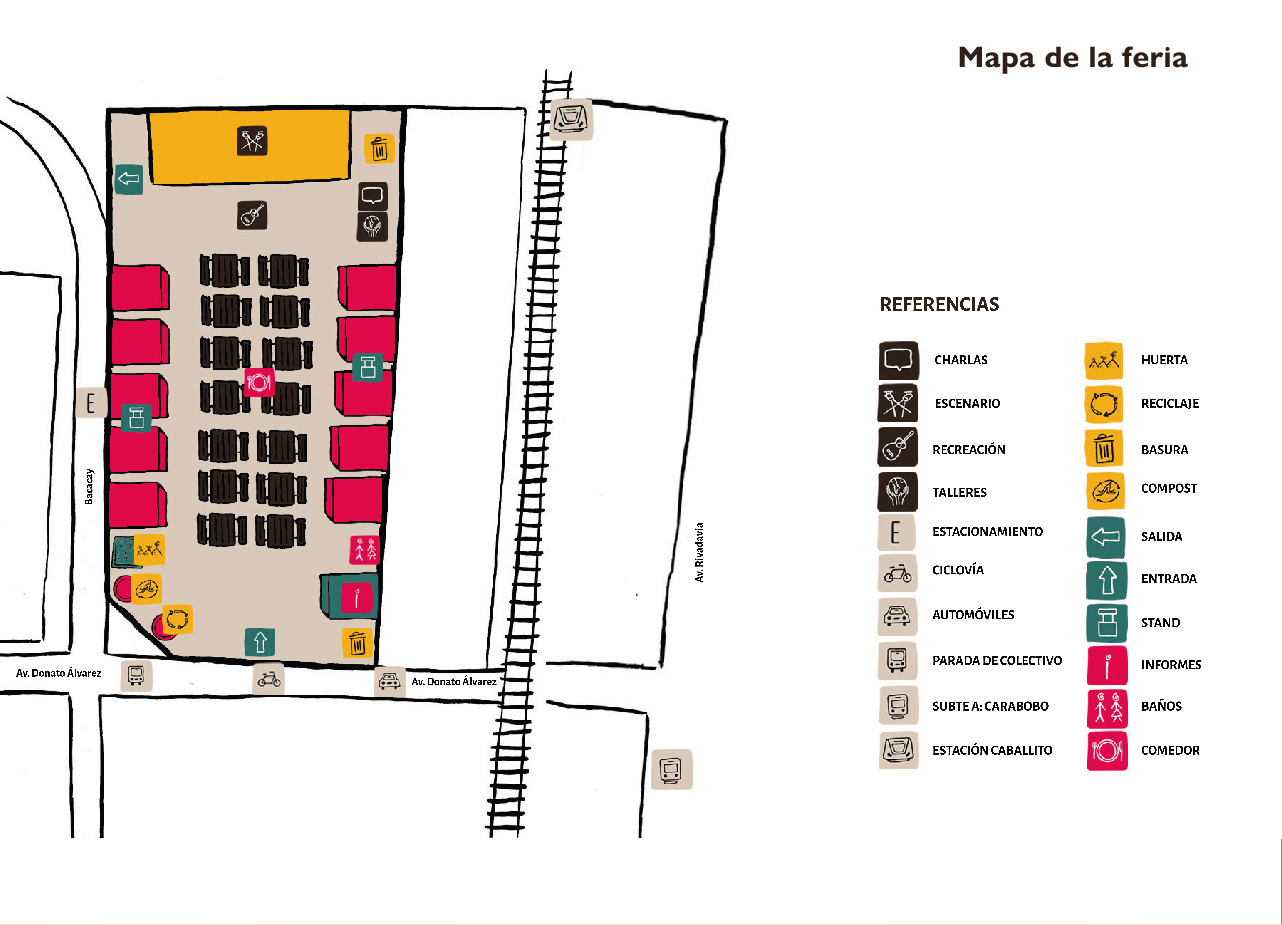 Mapa de la feria
E
Bacacay
Av. Rivadavia
Av. Donato Álvarez
Av. Donato Álvarez
i
REFERENCIAS
CHARLAS
ESCENARIO
RECREACIÓN
TALLERES
E ESTACIONAMIENTO
CICLOVÍA
AUTOMÓVILES
PARADA DE COLECTIVO
SUBTE A: CARABOBO
ESTACIÓN CABALLITO
HUERTA
RECICLAJE
BASURA
COMPOST
SALIDA
ENTRADA
STAND
i INFORMES
BAÑOS
COMEDOR